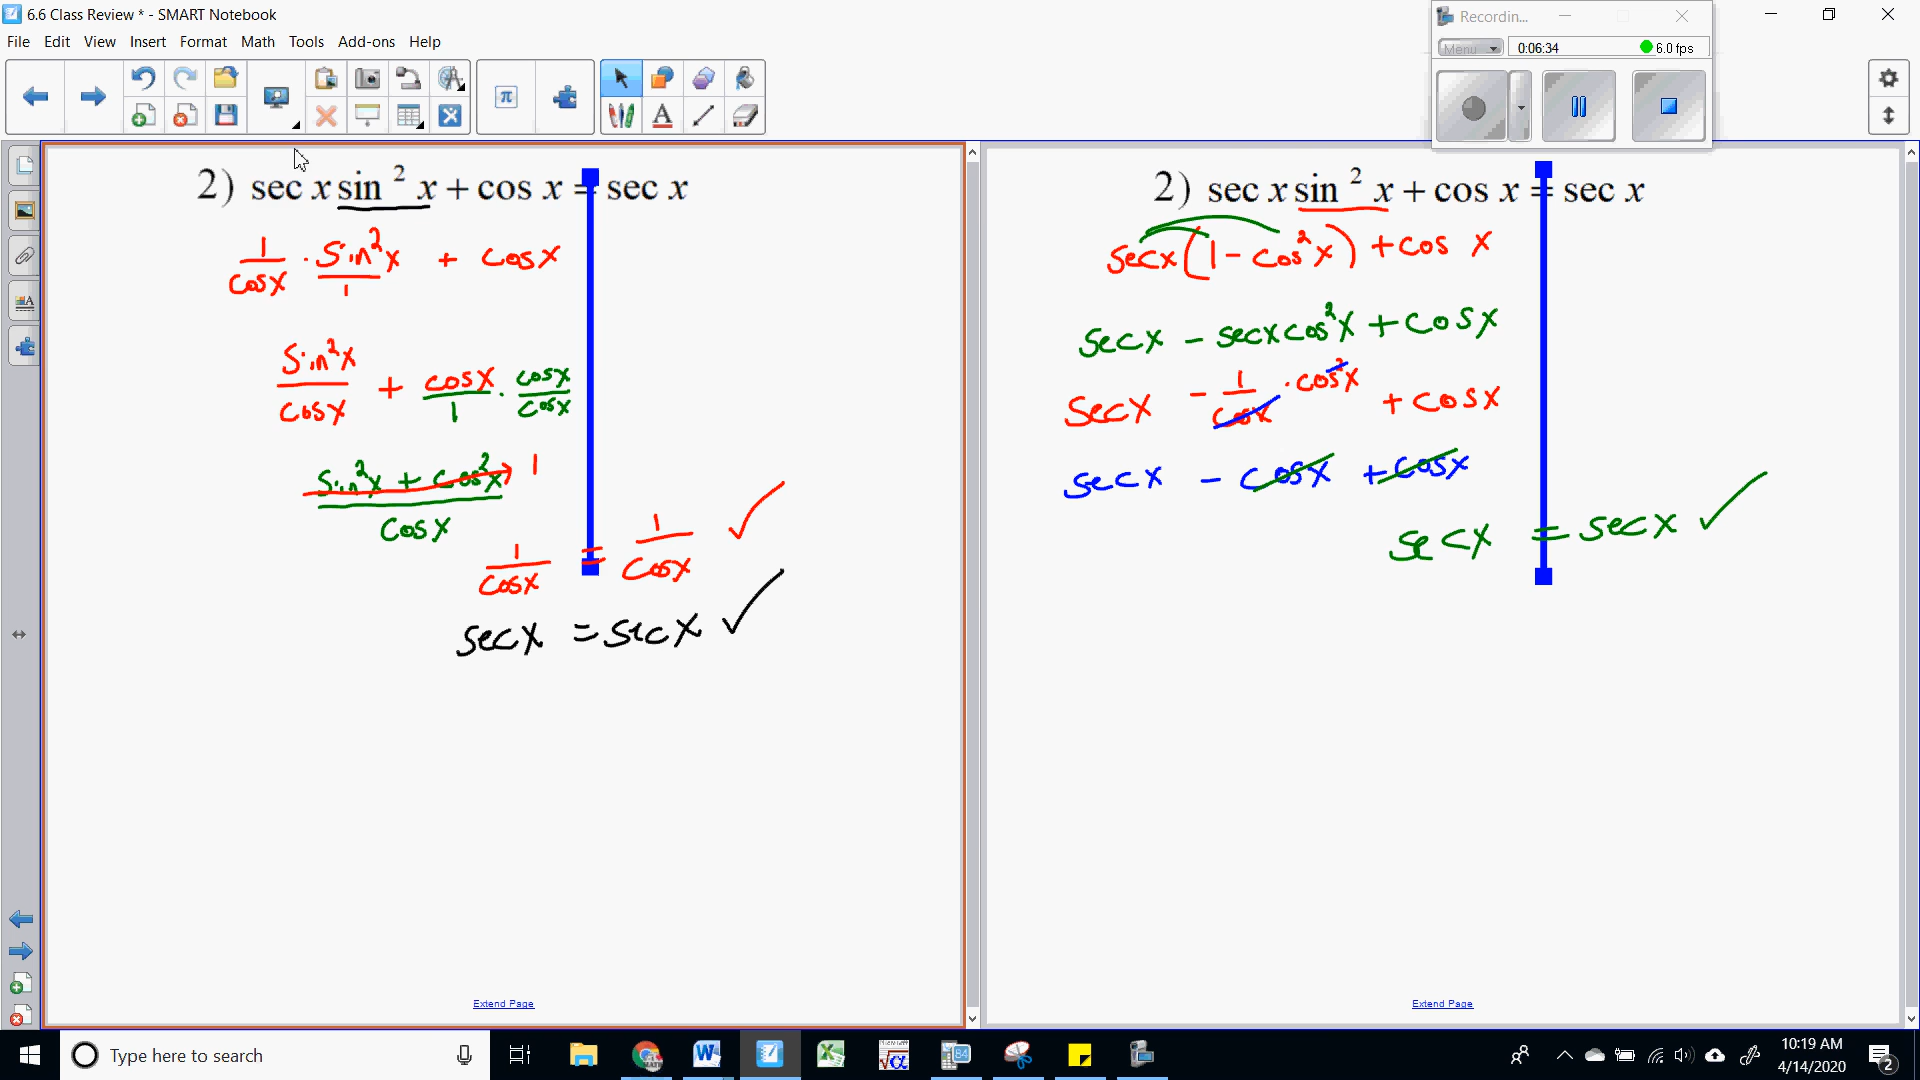 6.6 Class Review * - SMART Notebook
File Edit View Insert Format Math Tools Add-ons Help
Recordin...
Menu 0:06:34 6.0 fps
2) sec x sin ² x + cos x = sec x
1/cosx · sin²x/1 + cosx
sin²x/cosx + cosx/1 · cosx/cosx
sin²x + cos²x/cosx 1
1/cosx = 1/cosx ✓
secx = secx ✓
Extend Page
2) sec x sin ² x + cos x = sec x
secx(1 - cos²x) + cos x
secx - secxcos²x + cosx
secx - 1/cosx · cos²x + cosx
secx - cosx + cosx
secx = secx ✓
Extend Page
Type here to search
10:19 AM
4/14/2020
2